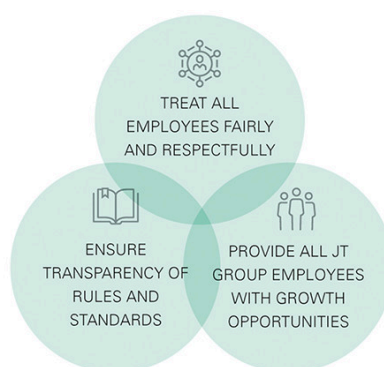 TREAT ALL
EMPLOYEES FAIRLY
AND RESPECTFULLY
ENSURE
TRANSPARENCY OF
RULES AND
STANDARDS
PROVIDE ALL JT
GROUP EMPLOYEES
WITH GROWTH
OPPORTUNITIES